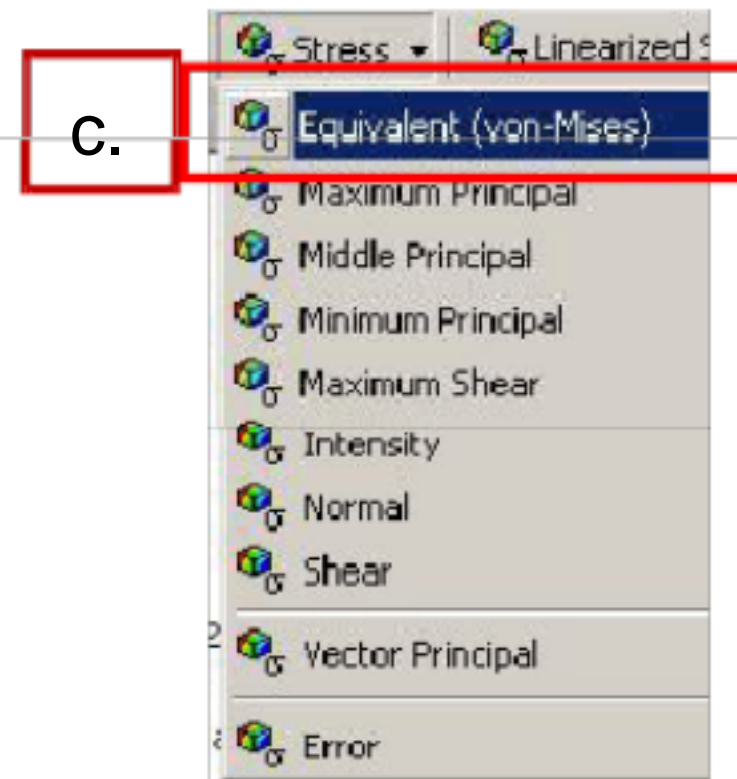 Stress Linearized
c.
Equivalent (von-Mises)
Maximum Principal
Middle Principal
Minimum Principal
Maximum Shear
Intensity
Normal
Shear
Vector Principal
Error